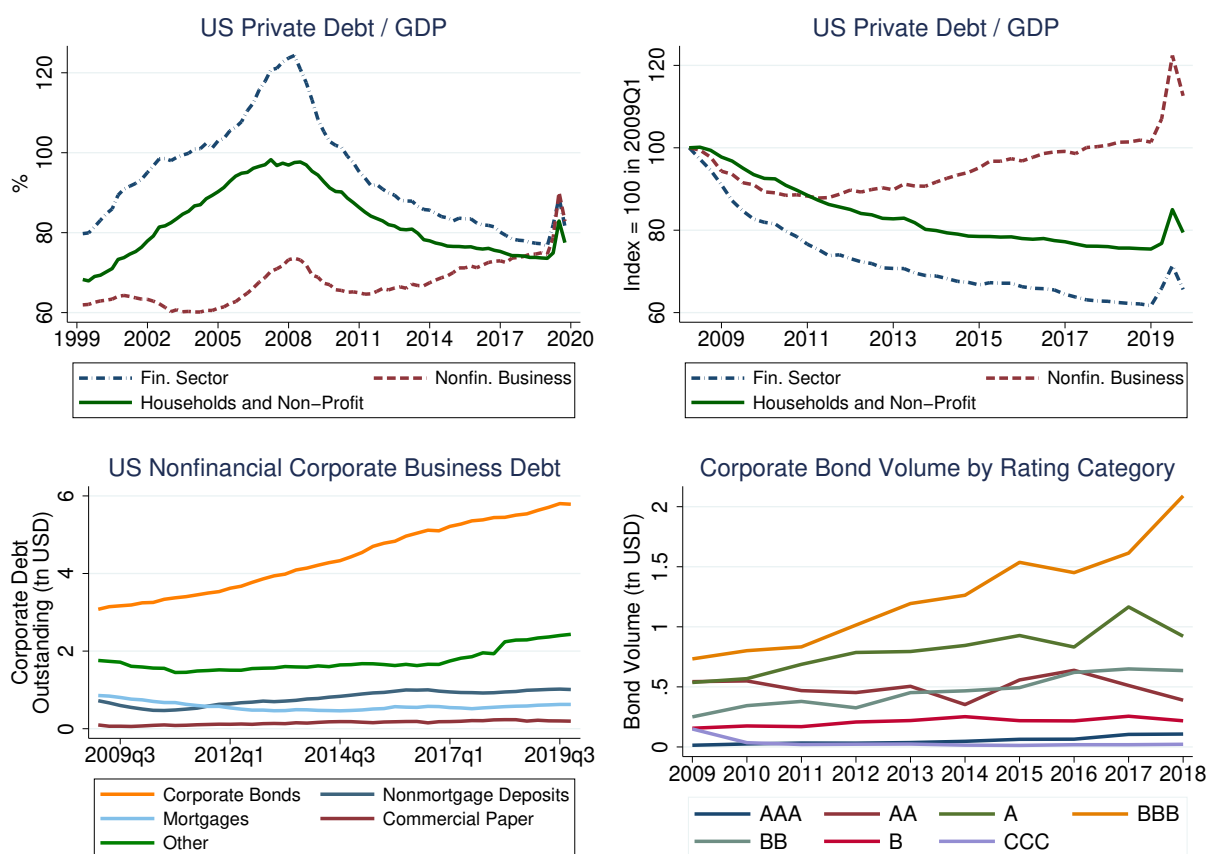 US Private Debt / GDP
%
120
100
80
60
1999 2002 2005 2008 2011 2014 2017 2020
Fin. Sector Nonfin. Business
Households and Non−Profit
US Private Debt / GDP
Index = 100 in 2009Q1
120
100
80
60
2009 2011 2013 2015 2017 2019
Fin. Sector Nonfin. Business
Households and Non−Profit
US Nonfinancial Corporate Business Debt
Corporate Debt
Outstanding (tn USD)
6
4
2
0
2009q3 2012q1 2014q3 2017q1 2019q3
Corporate Bonds Nonmortgage Deposits
Mortgages Commercial Paper
Other
Corporate Bond Volume by Rating Category
Bond Volume (tn USD)
2
1.5
1
.5
0
2009 2010 2011 2012 2013 2014 2015 2016 2017 2018
AAA AA A BBB
BB B CCC